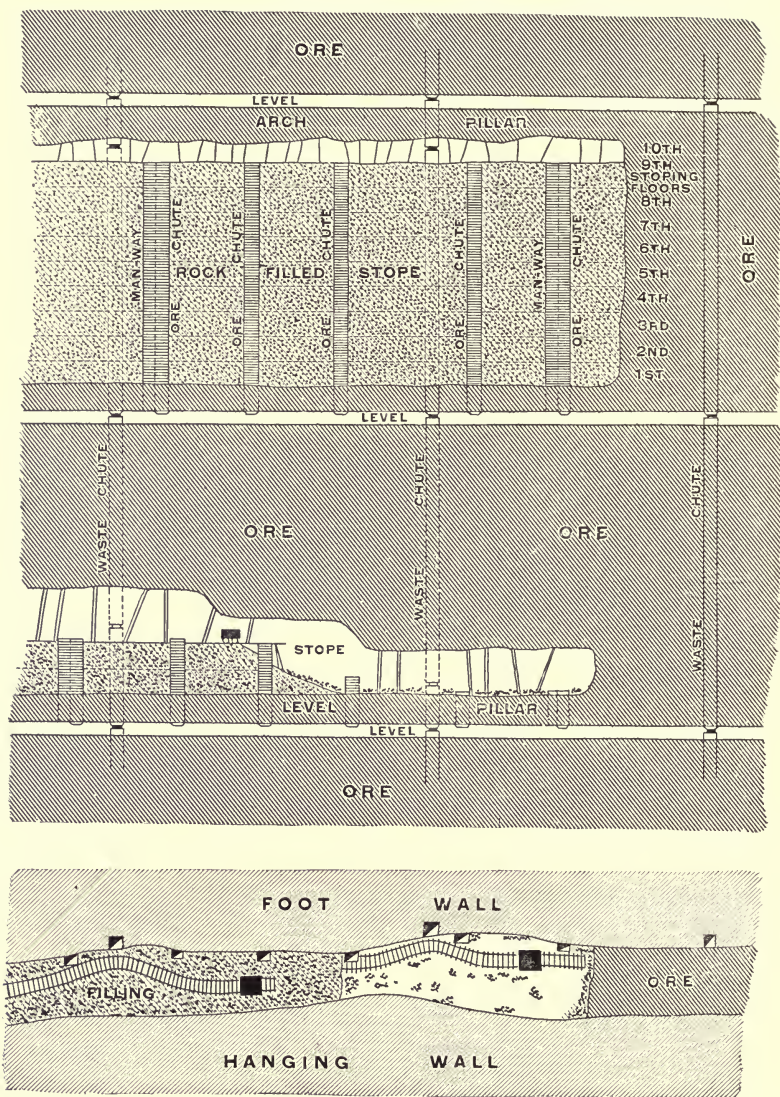 ORE
LEVEL
ARCH PILLAR
10TH
9TH
STOPING
FLOORS
8TH
7TH
6TH
5TH
4TH
3RD
2ND
1ST
ORE
MAN-WAY
ORE CHUTE
ROCK FILLED STOPE
ORE CHUTE
ORE CHUTE
ORE CHUTE
MAN-WAY
ORE CHUTE
LEVEL
WASTE CHUTE
WASTE CHUTE
WASTE CHUTE
ORE ORE
STOPE
LEVEL PILLAR
LEVEL
ORE
FOOT WALL
FILLING
ORE
HANGING WALL